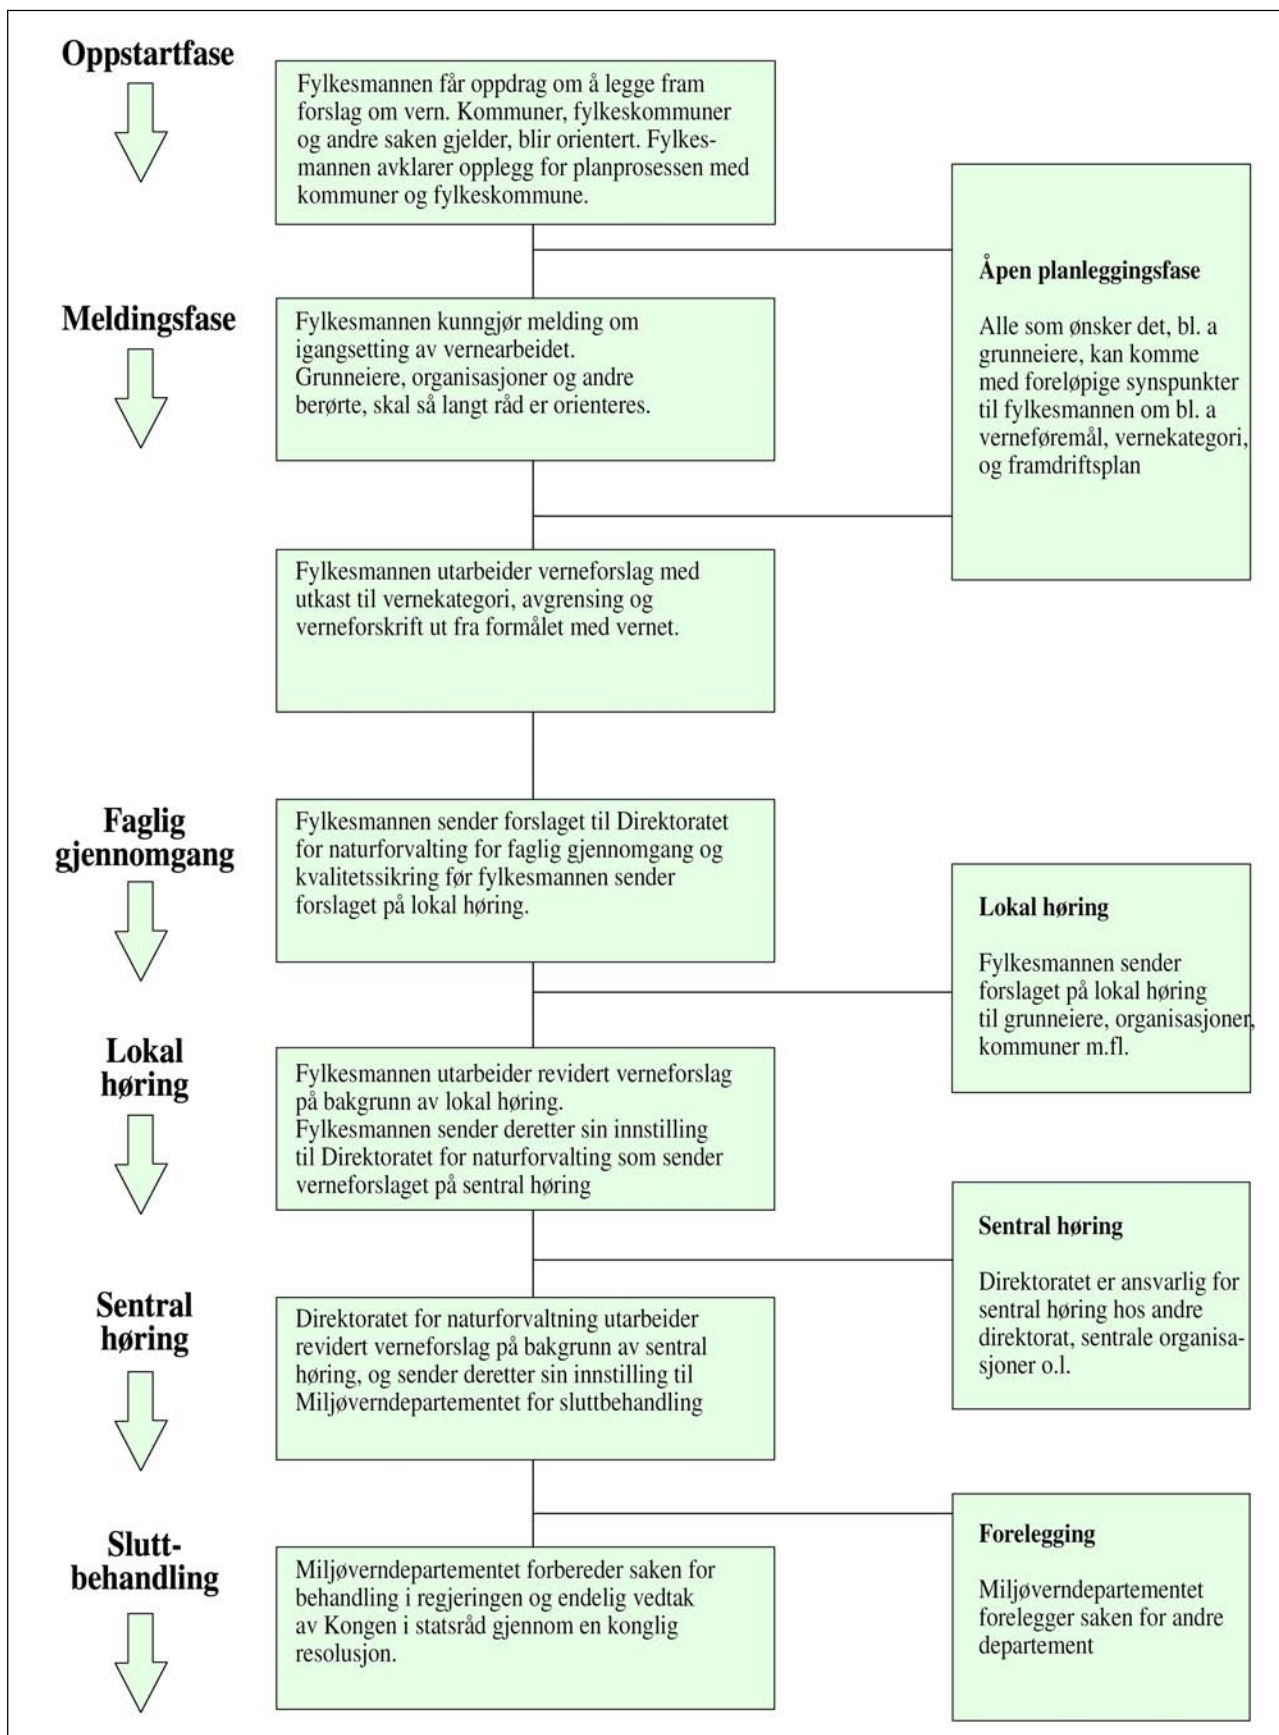 Oppstartfase
Fylkesmannen får oppdrag om å legge fram
forslag om vern. Kommuner, fylkeskommuner
og andre saken gjelder, blir orientert. Fylkes-
mannen avklarer opplegg for planprosessen med
kommuner og fylkeskommune.
Åpen planleggingsfase
Alle som ønsker det, bl. a
grunneiere, kan komme
med foreløpige synspunkter
til fylkesmannen om bl. a
verneføremål, vernekategori,
og framdriftsplan
Meldingsfase
Fylkesmannen kunngjør melding om
igangsetting av vernearbeidet.
Grunneiere, organisasjoner og andre
berørte, skal så langt råd er orienteres.
Fylkesmannen utarbeider verneforslag med
utkast til vernekategori, avgrensing og
verneforskrift ut fra formålet med vernet.
Faglig
gjennomgang
Fylkesmannen sender forslaget til Direktoratet
for naturforvalting for faglig gjennomgang og
kvalitetssikring før fylkesmannen sender
forslaget på lokal høring.
Lokal høring
Fylkesmannen sender
forslaget på lokal høring
til grunneiere, organisasjoner,
kommuner m.fl.
Lokal
høring
Fylkesmannen utarbeider revidert verneforslag
på bakgrunn av lokal høring.
Fylkesmannen sender deretter sin innstilling
til Direktoratet for naturforvalting som sender
verneforslaget på sentral høring
Sentral høring
Direktoratet er ansvarlig for
sentral høring hos andre
direktorat, sentrale organisa-
sjoner o.l.
Sentral
høring
Direktoratet for naturforvaltning utarbeider
revidert verneforslag på bakgrunn av sentral
høring, og sender deretter sin innstilling til
Miljøverndepartementet for sluttbehandling
Forelegging
Miljøverndepartementet
forelegger saken for andre
departement
Slutt-
behandling
Miljøverndepartementet forbereder saken for
behandling i regjeringen og endelig vedtak
av Kongen i statsråd gjennom en konglig
resolusjon.